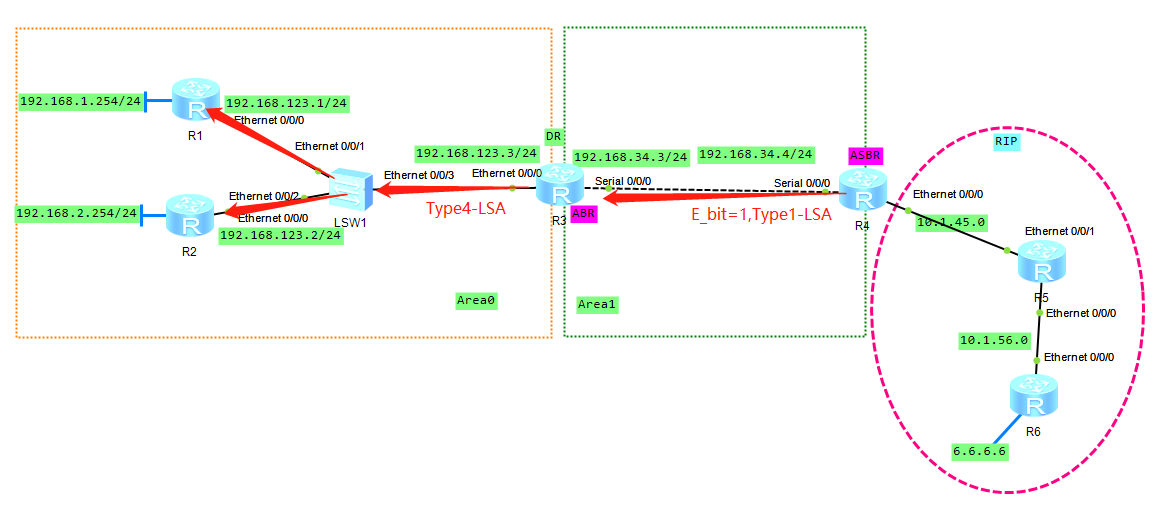 192.168.1.254/24
192.168.123.1/24
R
R1
Ethernet 0/0/0
Ethernet 0/0/1
DR
192.168.123.3/24
192.168.34.3/24
192.168.34.4/24
ASBR
RIP
Ethernet 0/0/3
Ethernet 0/0/0
Serial 0/0/0
Serial 0/0/0
R
R
Ethernet 0/0/0
192.168.2.254/24
Ethernet 0/0/2
Ethernet 0/0/0
R
R2
192.168.123.2/24
LSW1
Type4-LSA
R3
ABR
E_bit=1,Type1-LSA
R4
10.1.45.0
Ethernet 0/0/1
R
R5
Area0
Area1
Ethernet 0/0/0
10.1.56.0
Ethernet 0/0/0
R
R6
6.6.6.6